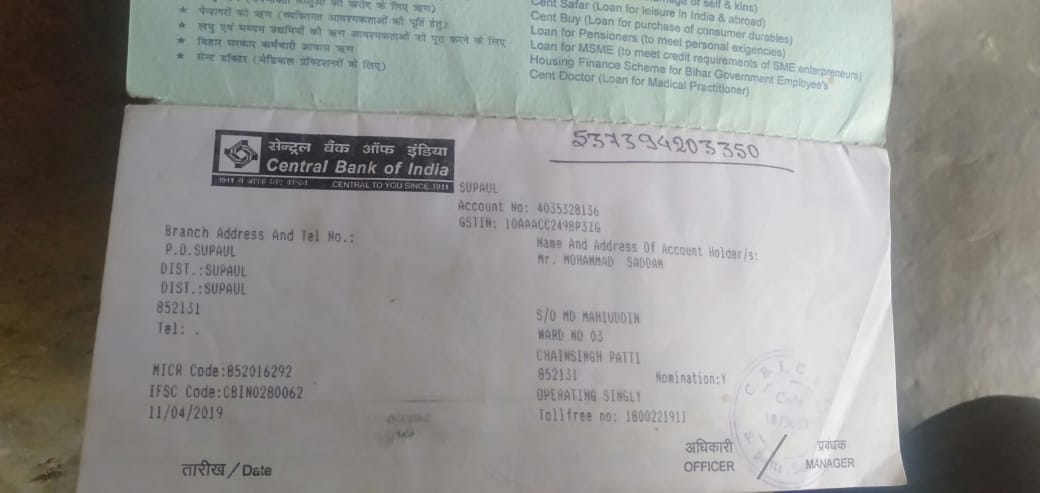 of self & kins)
Cent Safar (Loan for leisure in India & abroad)
Cent Buy (Loan for purchase of consumer durables)
Loan for Pensioners (to meet personal exigencies)
Loan for MSME (to meet credit requirements of SME enterpreneurs)
Housing Finance Scheme for Bihar Government Employee's
Cent Doctor (Loan for Madical Practitioner)
★ पेन्शनरों को ऋण (व्यक्तिगत आवश्यकताओं की पूर्ति हेतु)
★ लघु एवं मध्यम उद्यमियों की ऋण आवश्यकताओं को पूरा करने के लिए
★ बिहार सरकार कर्मचारी आवास ऋण
★ सेन्ट डॉक्टर (मेडिकल प्रेक्टिशनरों के लिए)
537394203350
सेन्ट्रल बैंक ऑफ इंडिया
Central Bank of India
1911 से आपके लिए
CENTRAL TO YOU SINCE 1911
SUPAUL
Account No: 4035328136
GSTIN: 10AAACC2498P3ZG
Branch Address And Tel No.:
P.O.SUPAUL
DIST.:SUPAUL
DIST.:SUPAUL
852131
Tel: .
MICR Code:852016292
IFSC Code:CBIN0280062
11/04/2019
तारीख / Date
Name And Address Of Account Holder/s:
Mr. MOHAMMAD SADDAM
S/O MD MAHIUDDIN
WARD NO 03
CHAINSINGH PATTI
852131 Nomination:Y
OPERATING SINGLY
Tollfree no: 1800221911
अधिकारी / प्रबंधक
OFFICER MANAGER